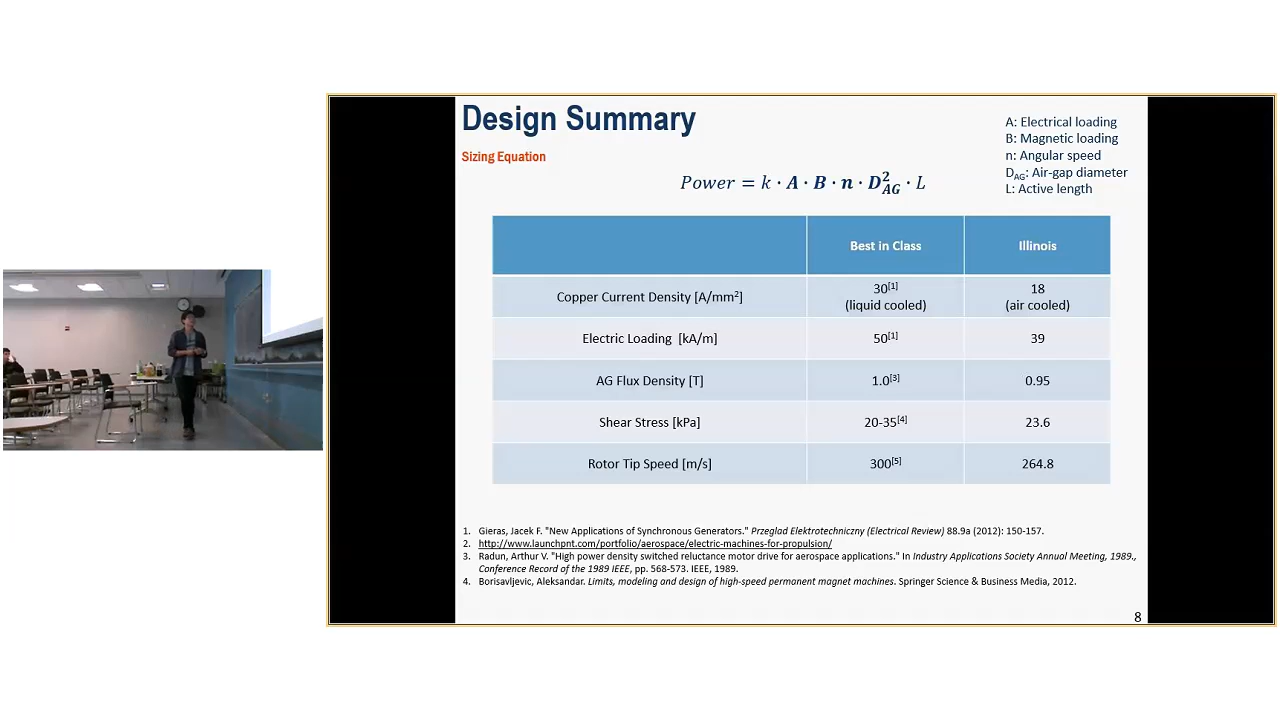 Design Summary
Sizing Equation
A: Electrical loading
B: Magnetic loading
n: Angular speed
D_AG: Air-gap diameter
L: Active length
Power = k · A · B · n · D²_AG · L
Best in Class
Illinois
Copper Current Density [A/mm²]
30[1]
(liquid cooled)
18
(air cooled)
Electric Loading [kA/m]
50[1]
39
AG Flux Density [T]
1.0[3]
0.95
Shear Stress [kPa]
20-35[4]
23.6
Rotor Tip Speed [m/s]
300[5]
264.8
1. Gieras, Jacek F. "New Applications of Synchronous Generators." Przeglad Elektrotechniczny (Electrical Review) 88.9a (2012): 150-157.
2. http://www.launchpnt.com/portfolio/aerospace/electric-machines-for-propulsion/
3. Radun, Arthur V. "High power density switched reluctance motor drive for aerospace applications." In Industry Applications Society Annual Meeting, 1989.,
Conference Record of the 1989 IEEE, pp. 568-573. IEEE, 1989.
4. Borisavljevic, Aleksandar. Limits, modeling and design of high-speed permanent magnet machines. Springer Science & Business Media, 2012.
8